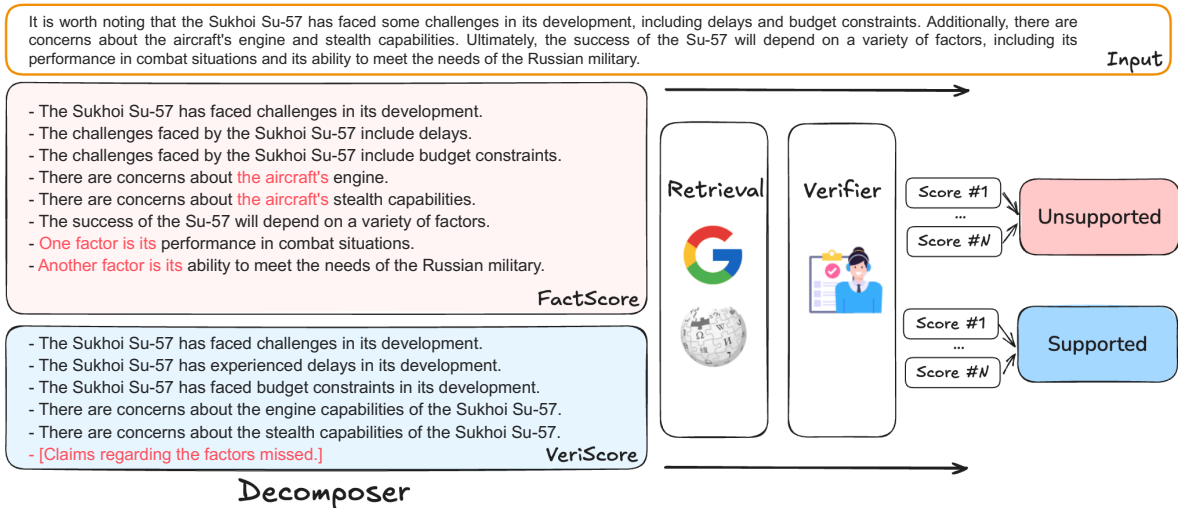 It is worth noting that the Sukhoi Su-57 has faced some challenges in its development, including delays and budget constraints. Additionally, there are
concerns about the aircraft's engine and stealth capabilities. Ultimately, the success of the Su-57 will depend on a variety of factors, including its
performance in combat situations and its ability to meet the needs of the Russian military.
Input
- The Sukhoi Su-57 has faced challenges in its development.
- The challenges faced by the Sukhoi Su-57 include delays.
- The challenges faced by the Sukhoi Su-57 include budget constraints.
- There are concerns about the aircraft's engine.
- There are concerns about the aircraft's stealth capabilities.
- The success of the Su-57 will depend on a variety of factors.
- One factor is its performance in combat situations.
- Another factor is its ability to meet the needs of the Russian military.
FactScore
- The Sukhoi Su-57 has faced challenges in its development.
- The Sukhoi Su-57 has experienced delays in its development.
- The Sukhoi Su-57 has faced budget constraints in its development.
- There are concerns about the engine capabilities of the Sukhoi Su-57.
- There are concerns about the stealth capabilities of the Sukhoi Su-57.
- [Claims regarding the factors missed.]
VeriScore
Decomposer
Retrieval
Verifier
Score #1
...
Score #N
Unsupported
Score #1
...
Score #N
Supported